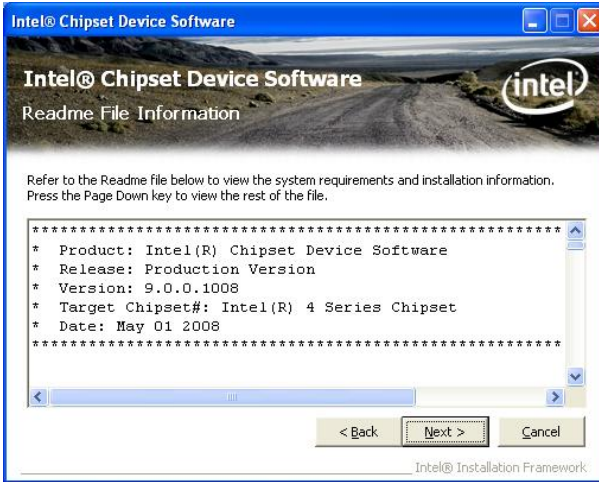 Intel® Chipset Device Software
Intel® Chipset Device Software
intel
Readme File Information
Refer to the Readme file below to view the system requirements and installation information.
Press the Page Down key to view the rest of the file.
********************************************************
* Product: Intel(R) Chipset Device Software
* Release: Production Version
* Version: 9.0.0.1008
* Target Chipset#: Intel(R) 4 Series Chipset
* Date: May 01 2008
********************************************************
< Back Next > Cancel
Intel® Installation Framework